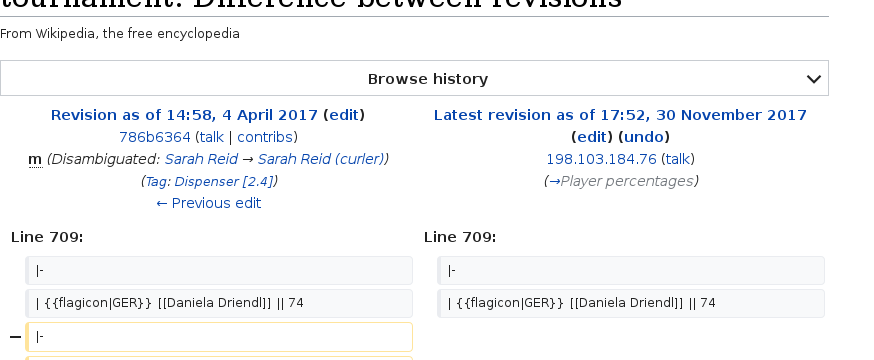 tournament: Difference between revisions
From Wikipedia, the free encyclopedia
Browse history
Revision as of 14:58, 4 April 2017 (edit)
786b6364 (talk | contribs)
m (Disambiguated: Sarah Reid → Sarah Reid (curler))
(Tag: Dispenser [2.4])
← Previous edit
Latest revision as of 17:52, 30 November 2017
(edit) (undo)
198.103.184.76 (talk)
(→Player percentages)
Line 709:
Line 709:
|-
|-
| {{flagicon|GER}} [[Daniela Driendl]] || 74
| {{flagicon|GER}} [[Daniela Driendl]] || 74
− |-